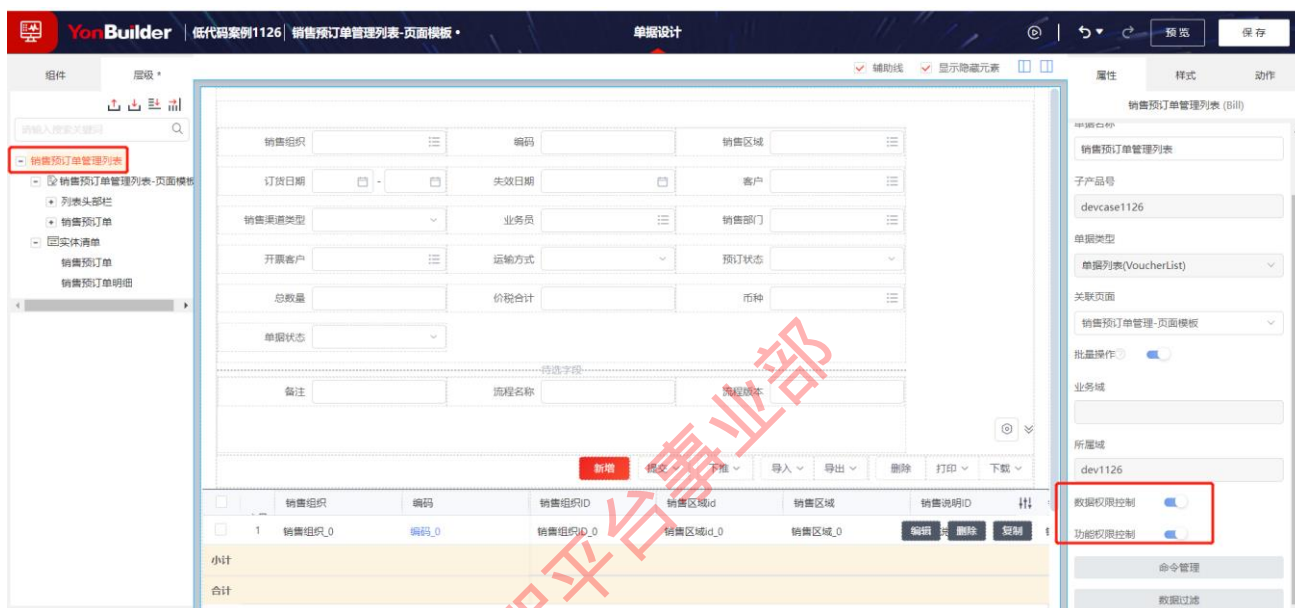 YonBuilder 低代码案例1126 销售预订单管理列表-页面模板 • 单据设计 预览 保存
组件 层级 * 辅助线 显示隐藏元素 属性 样式 动作
销售预订单管理列表 (Bill)
请输入搜索关键词
销售预订单管理列表
销售预订单管理列表-页面模板
列表头部栏
销售预订单
实体清单
销售预订单
销售预订单明细
销售组织 编码 销售区域
订货日期 - 失效日期 客户
销售渠道类型 业务员 销售部门
开票客户 运输方式 预订状态
总数量 价税合计 币种
单据状态
待选字段
备注 流程名称 流程版本
新增 提交 下推 导入 导出 删除 打印 下载
销售组织 编码 销售组织ID 销售区域id 销售区域 销售说明ID
1 销售组织_0 编码_0 销售组织ID_0 销售区域id_0 销售区域_0 编辑 删除 复制
小计
合计
单据名称
销售预订单管理列表
子产品号
devcase1126
单据类型
单据列表(VoucherList)
关联页面
销售预订单管理-页面模板
批量操作
业务域
所属域
dev1126
数据权限控制
功能权限控制
命令管理
数据过滤
平台事业部